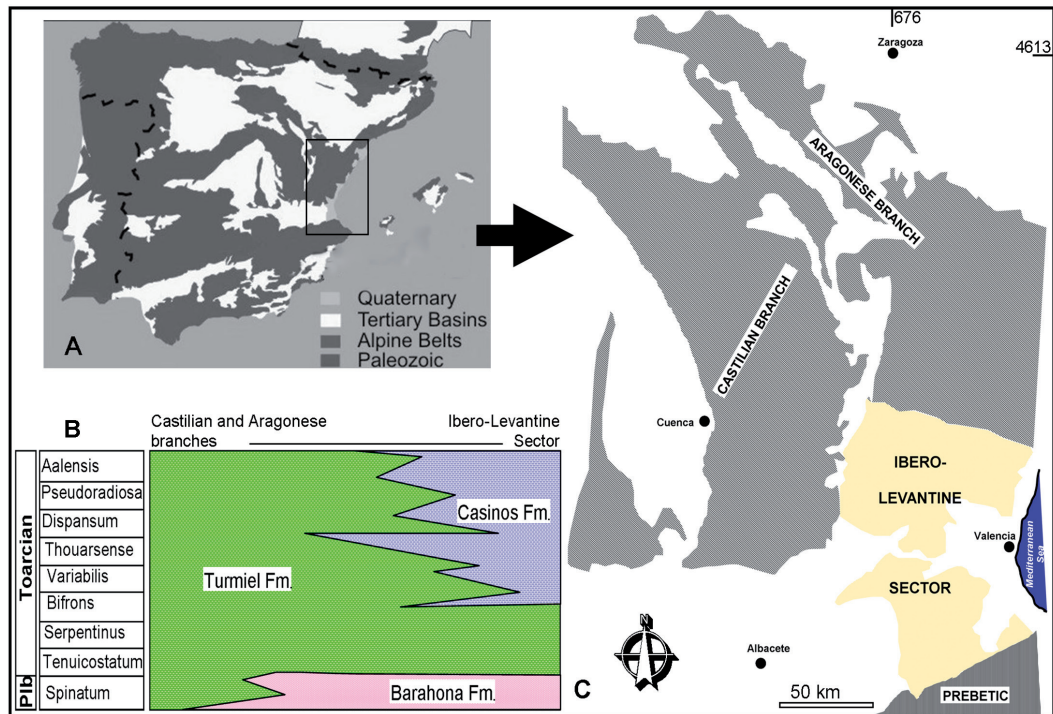 Quaternary
Tertiary Basins
Alpine Belts
Paleozoic
A
B
Castilian and Aragonese
branches
Ibero-Levantine
Sector
Toarcian
Plb
Aalensis
Pseudoradiosa
Dispansum
Thouarsense
Variabilis
Bifrons
Serpentinus
Tenuicostatum
Spinatum
Casinos Fm.
Turmiel Fm.
Barahona Fm.
676
4613
Zaragoza
ARAGONESE BRANCH
CASTILIAN BRANCH
Cuenca
IBERO-
LEVANTINE
Valencia
Mediterranean
Sea
SECTOR
N
Albacete
C
50 km
PREBETIC